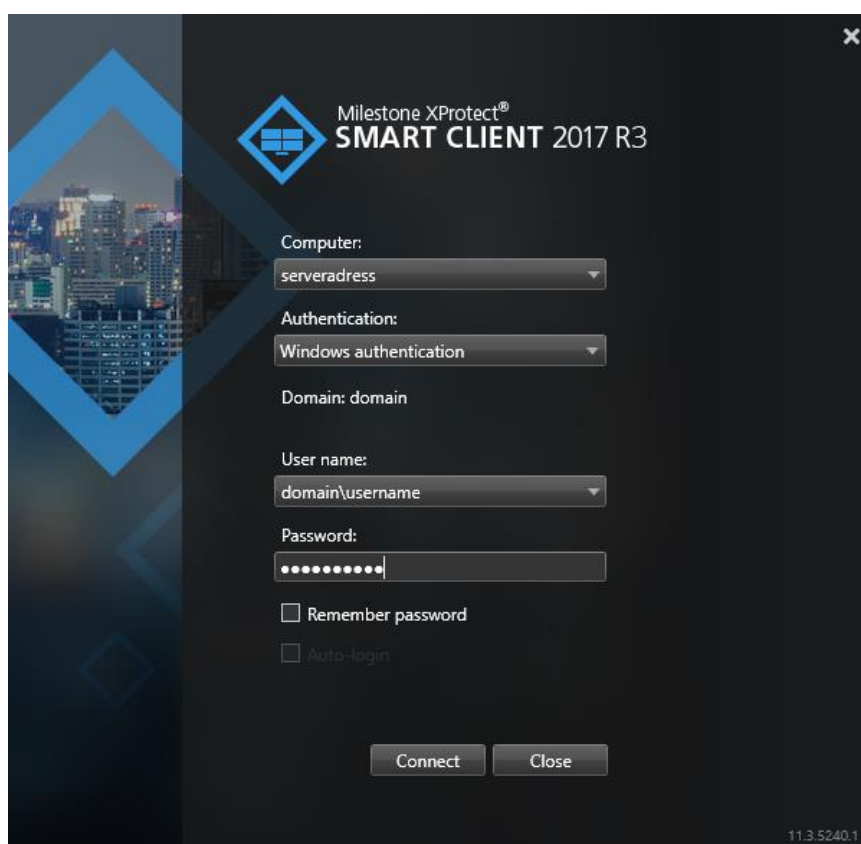 Milestone XProtect®
SMART CLIENT 2017 R3
Computer:
serveradress
Authentication:
Windows authentication
Domain: domain
User name:
domain\username
Password:
●●●●●●●●●●
Remember password
Auto-login
Connect Close
11.3.5240.1